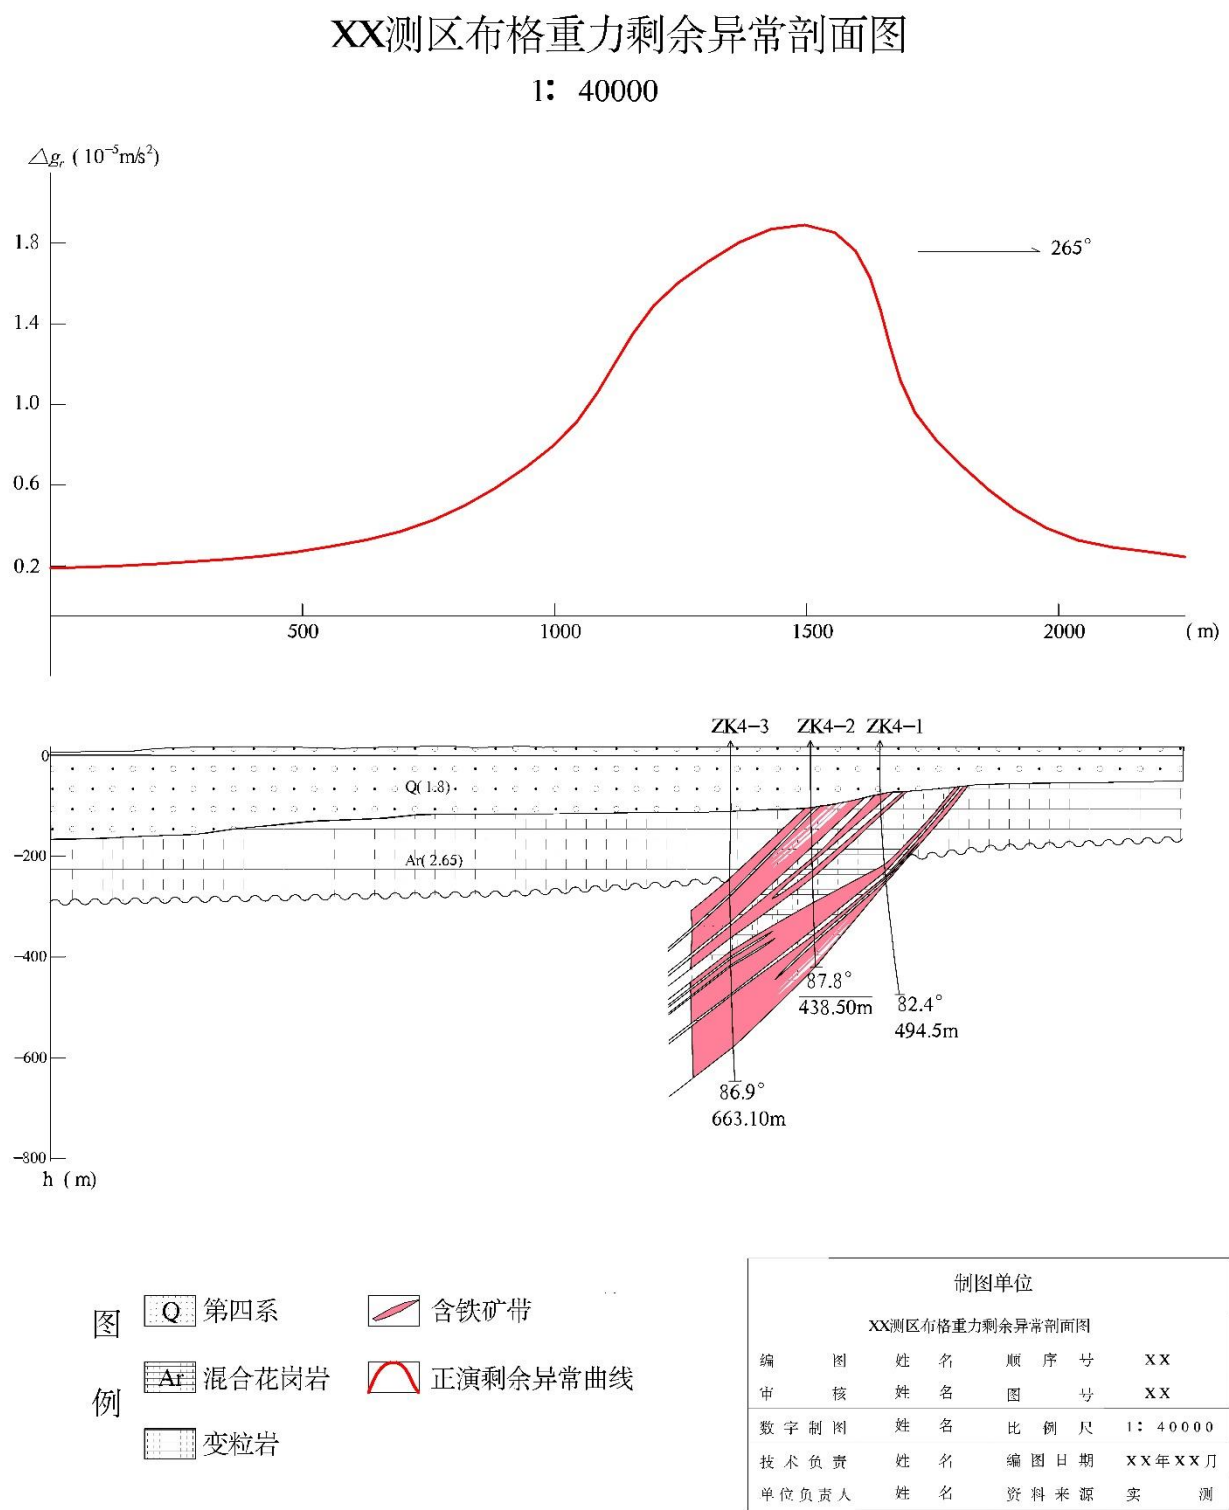 XX测区布格重力剩余异常剖面图
1：40000
△gr (10⁻⁵m/s²)
1.8
1.4
1.0
0.6
0.2
265°
500 1000 1500 2000 (m)
ZK4-3 ZK4-2 ZK4-1
0
Q(1.8)
Ar(2.65)
-200
-400
-600
-800
h (m)
87.8°
438.50m
82.4°
494.5m
86.9°
663.10m
图例
Q 第四系
含铁矿带
Ar 混合花岗岩
正演剩余异常曲线
变粒岩
制图单位
XX测区布格重力剩余异常剖面图
编图 姓名 顺序号 XX
审核 姓名 图号 XX
数字制图 姓名 比例尺 1：40000
技术负责 姓名 编图日期 XX年XX月
单位负责人 姓名 资料来源 实测